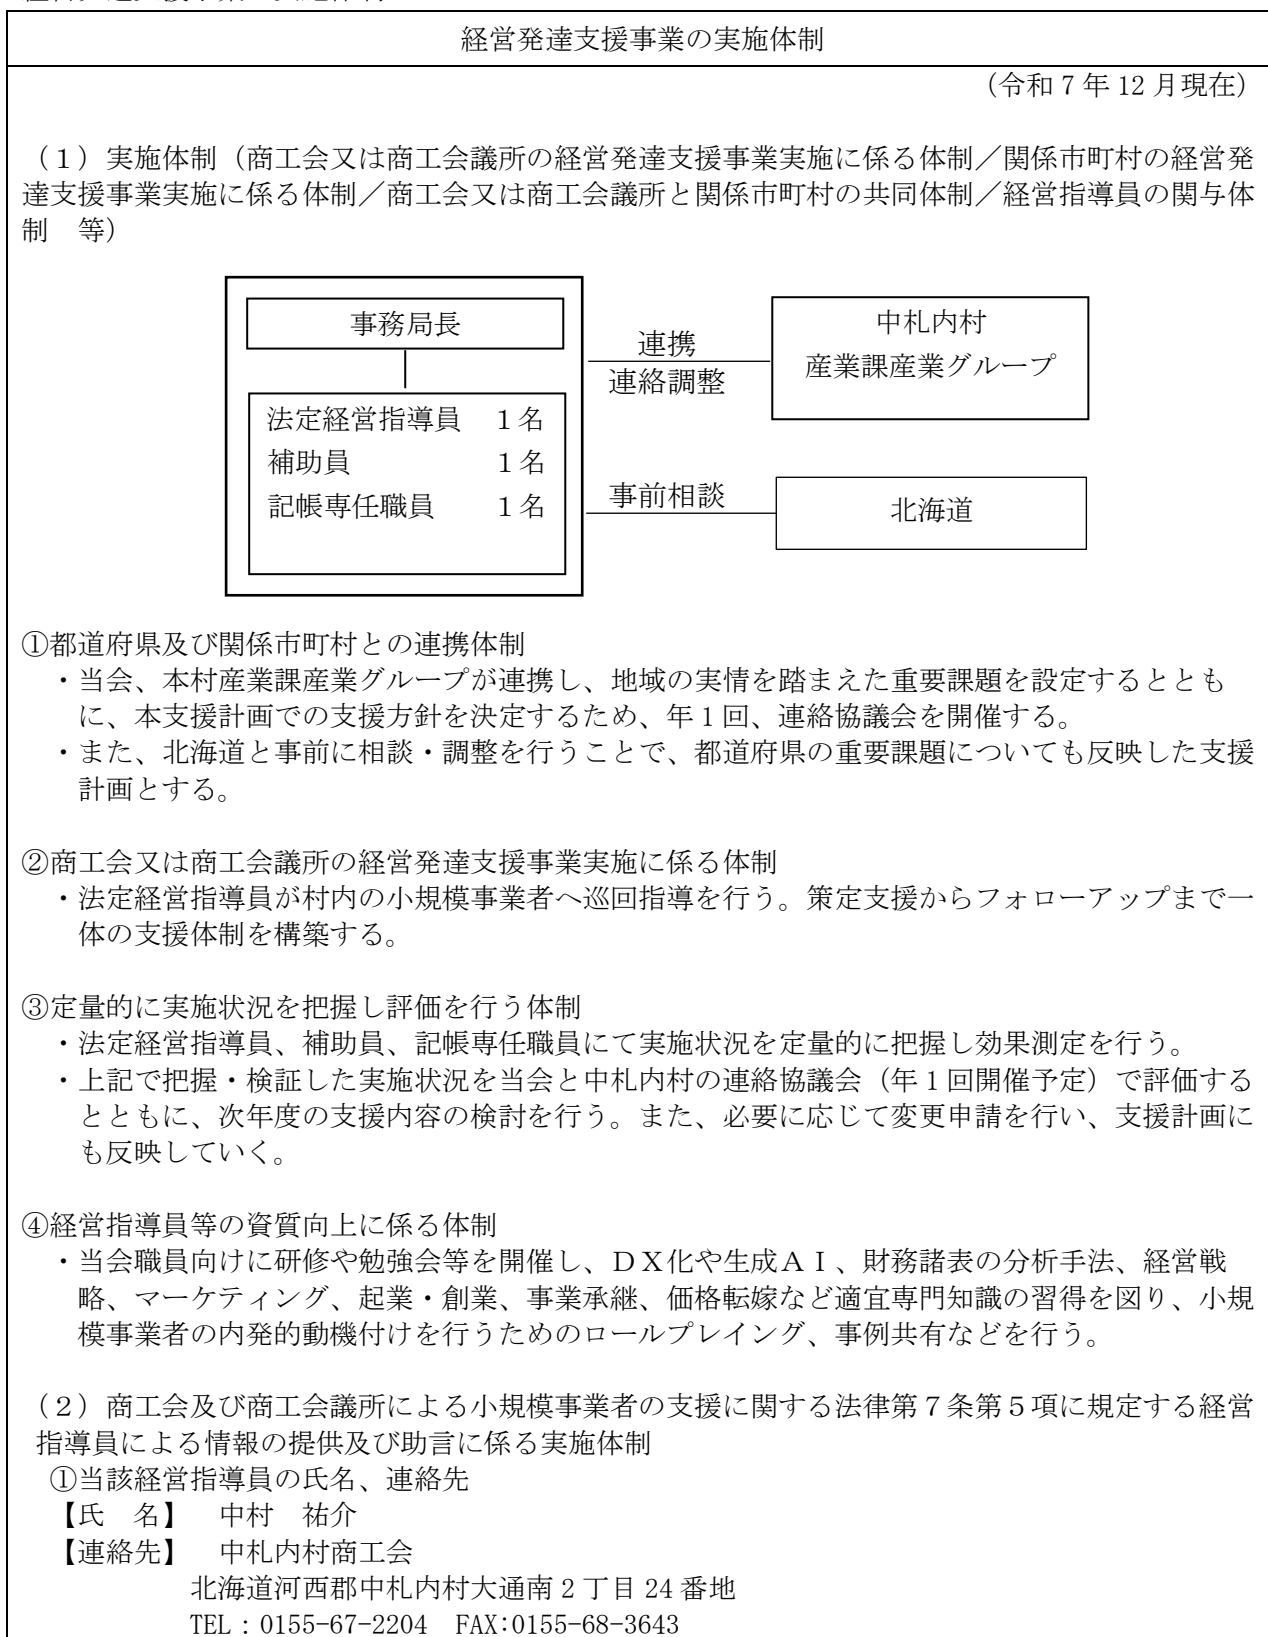 経営発達支援事業の実施体制
（令和７年 12 月現在）
（１）実施体制（商工会又は商工会議所の経営発達支援事業実施に係る体制／関係市町村の経営発
達支援事業実施に係る体制／商工会又は商工会議所と関係市町村の共同体制／経営指導員の関与体
制　等）
事務局長
法定経営指導員　１名
補助員　１名
記帳専任職員　１名
連携
連絡調整
中札内村
産業課産業グループ
事前相談
北海道
①都道府県及び関係市町村との連携体制
・当会、本村産業課産業グループが連携し、地域の実情を踏まえた重要課題を設定するととも
に、本支援計画での支援方針を決定するため、年１回、連絡協議会を開催する。
・また、北海道と事前に相談・調整を行うことで、都道府県の重要課題についても反映した支援
計画とする。
②商工会又は商工会議所の経営発達支援事業実施に係る体制
・法定経営指導員が村内の小規模事業者へ巡回指導を行う。策定支援からフォローアップまで一
体の支援体制を構築する。
③定量的に実施状況を把握し評価を行う体制
・法定経営指導員、補助員、記帳専任職員にて実施状況を定量的に把握し効果測定を行う。
・上記で把握・検証した実施状況を当会と中札内村の連絡協議会（年１回開催予定）で評価する
とともに、次年度の支援内容の検討を行う。また、必要に応じて変更申請を行い、支援計画に
も反映していく。
④経営指導員等の資質向上に係る体制
・当会職員向けに研修や勉強会等を開催し、ＤＸ化や生成ＡＩ、財務諸表の分析手法、経営戦
略、マーケティング、起業・創業、事業承継、価格転嫁など適宜専門知識の習得を図り、小規
模事業者の内発的動機付けを行うためのロールプレイング、事例共有などを行う。
（２）商工会及び商工会議所による小規模事業者の支援に関する法律第７条第５項に規定する経営
指導員による情報の提供及び助言に係る実施体制
①当該経営指導員の氏名、連絡先
【氏　名】　中村　祐介
【連絡先】　中札内村商工会
北海道河西郡中札内村大通南２丁目 24 番地
TEL：0155-67-2204　FAX:0155-68-3643